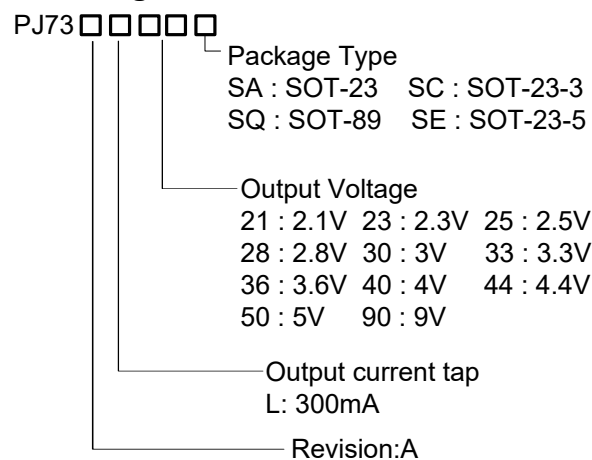 PJ73□□□□□
Package Type
SA : SOT-23 SC : SOT-23-3
SQ : SOT-89 SE : SOT-23-5
Output Voltage
21 : 2.1V 23 : 2.3V 25 : 2.5V
28 : 2.8V 30 : 3V 33 : 3.3V
36 : 3.6V 40 : 4V 44 : 4.4V
50 : 5V 90 : 9V
Output current tap
L: 300mA
Revision:A